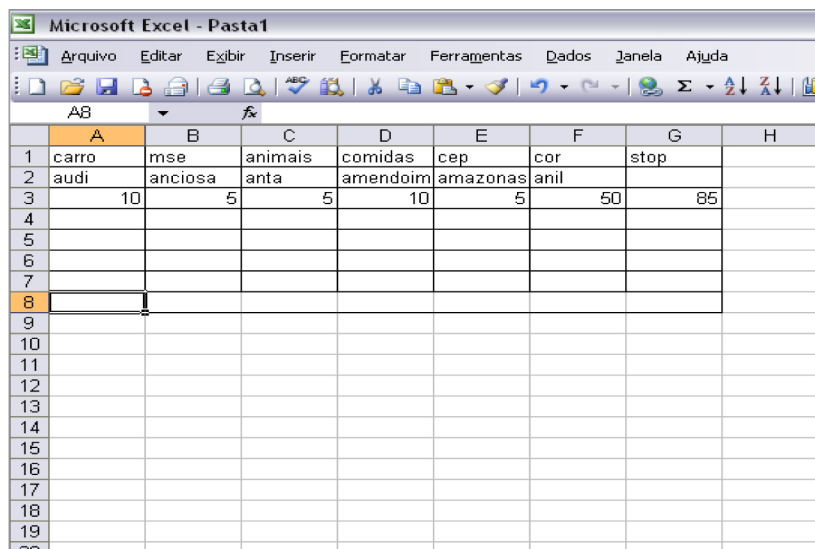 Microsoft Excel - Pasta1
Arquivo Editar Exibir Inserir Formatar Ferramentas Dados Janela Ajuda
A8 fx
A B C D E F G H
1 carro mse animais comidas cep cor stop
2 audi anciosa anta amendoim amazonas anil
3 10 5 5 10 5 50 85
4
5
6
7
8
9
10
11
12
13
14
15
16
17
18
19